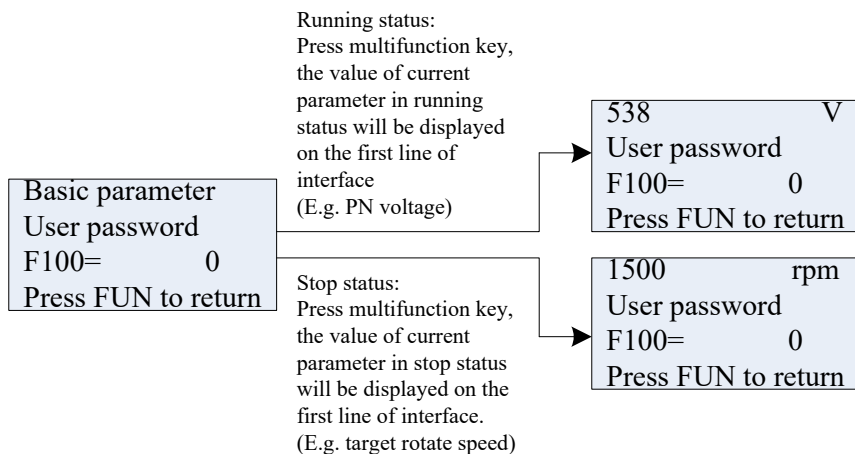 Running status:
Press multifunction key,
the value of current
parameter in running
status will be displayed
on the first line of
interface
(E.g. PN voltage)
538 V
User password
F100= 0
Press FUN to return
Basic parameter
User password
F100= 0
Press FUN to return
Stop status:
Press multifunction key,
the value of current
parameter in stop status
will be displayed on the
first line of interface.
(E.g. target rotate speed)
1500 rpm
User password
F100= 0
Press FUN to return